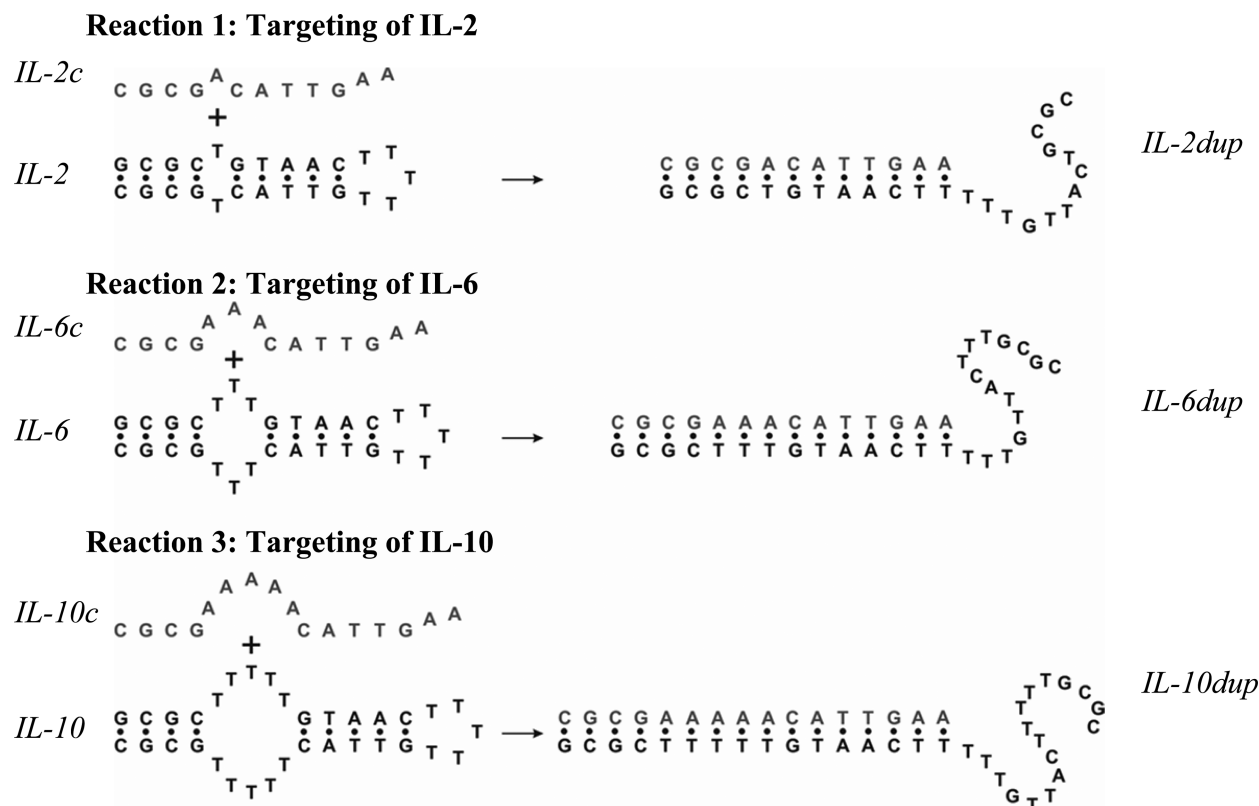 Reaction 1: Targeting of IL-2
IL-2c
C G C G A C A T T G A A
+
IL-2
G C G C T G T A A C T T T
C G C G T C A T T G T T
C G C G A C A T T G A A
G C G C T G T A A C T T T T T G T T A C T G C G C
IL-2dup
Reaction 2: Targeting of IL-6
IL-6c
C G C G A A A C A T T G A A
+
IL-6
G C G C T T T G T A A C T T T
C G C G T T T C A T T G T T
C G C G A A A C A T T G A A
G C G C T T T G T A A C T T T T T G T T A C T T T G C G C
IL-6dup
Reaction 3: Targeting of IL-10
IL-10c
C G C G A A A A A C A T T G A A
+
IL-10
G C G C T T T T T G T A A C T T T
C G C G T T T T T C A T T G T T
C G C G A A A A A C A T T G A A
G C G C T T T T T G T A A C T T T T T G T T A C T T T T T G C G C
IL-10dup